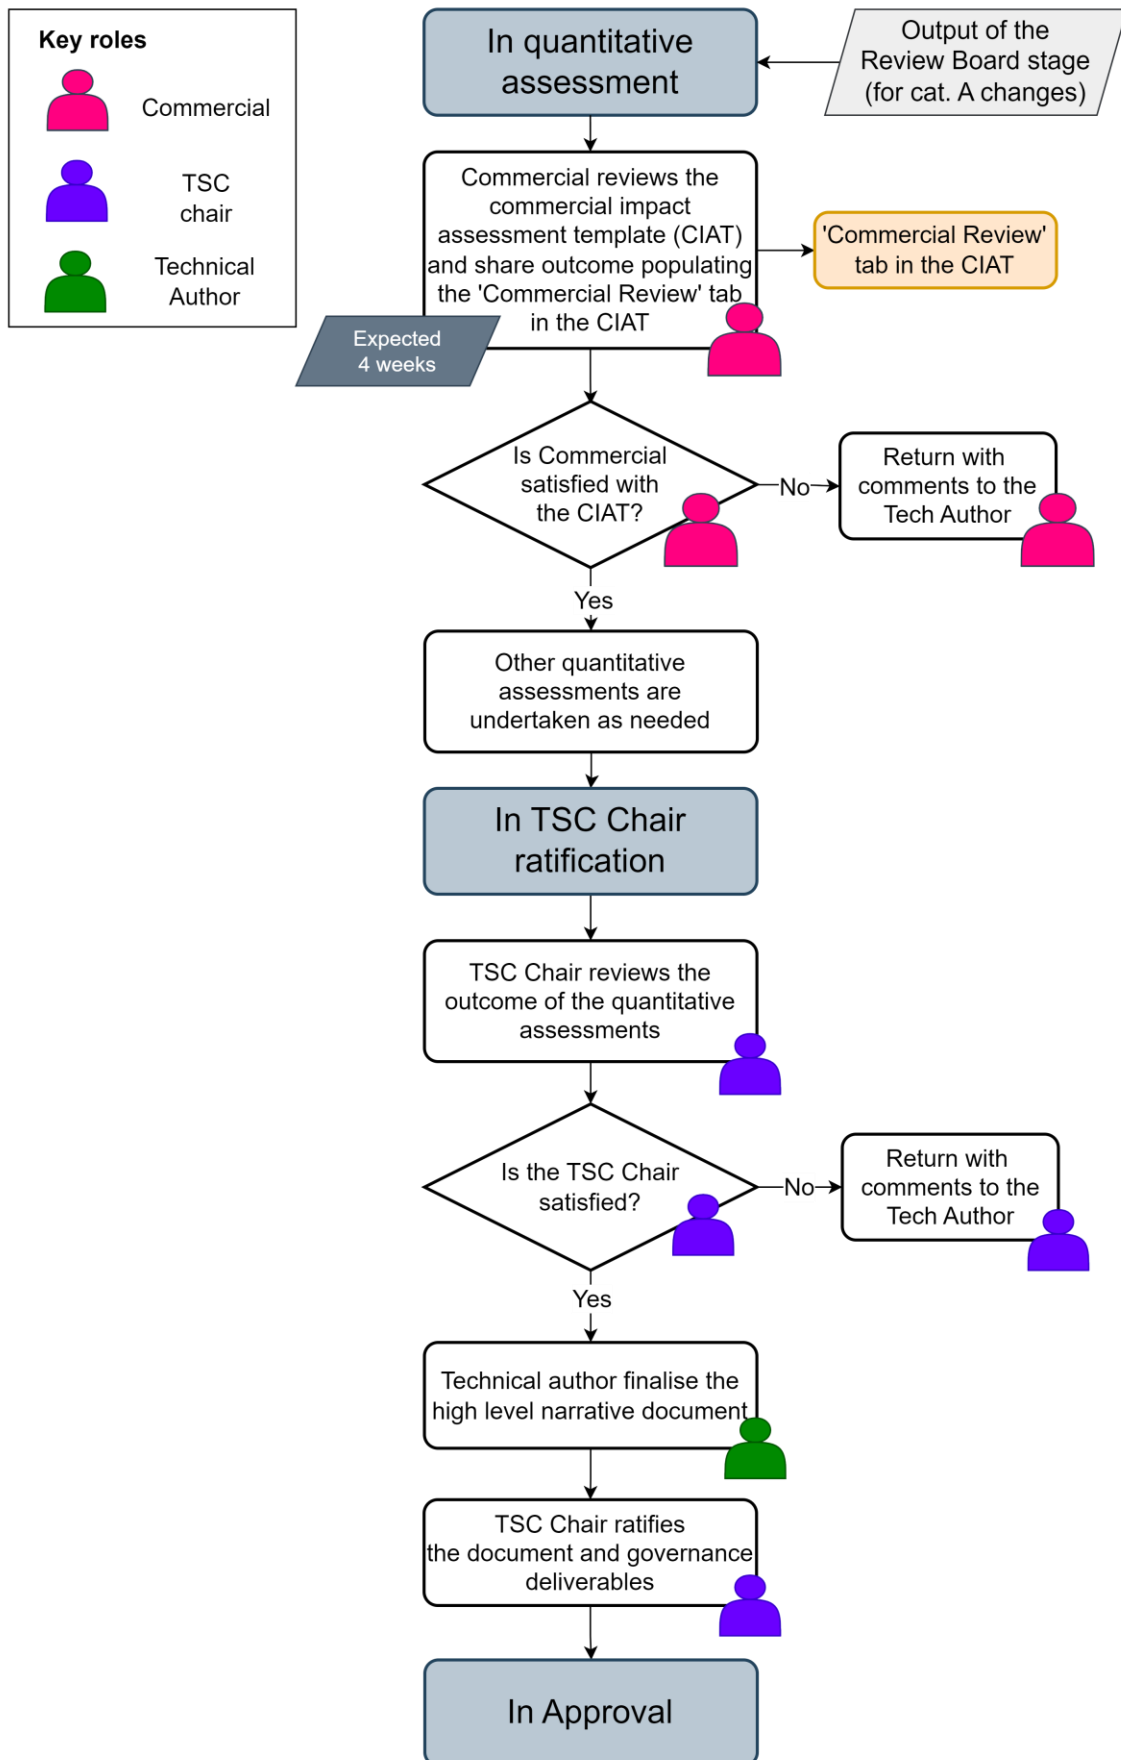 Key roles
Commercial
TSC
chair
Technical
Author
In quantitative
assessment
Output of the
Review Board stage
(for cat. A changes)
Commercial reviews the
commercial impact
assessment template (CIAT)
and share outcome populating
the 'Commercial Review' tab
in the CIAT
'Commercial Review'
tab in the CIAT
Expected
4 weeks
Is Commercial
satisfied with
the CIAT?
No
Return with
comments to the
Tech Author
Yes
Other quantitative
assessments are
undertaken as needed
In TSC Chair
ratification
TSC Chair reviews the
outcome of the quantitative
assessments
Is the TSC Chair
satisfied?
No
Return with
comments to the
Tech Author
Yes
Technical author finalise the
high level narrative document
TSC Chair ratifies
the document and governance
deliverables
In Approval